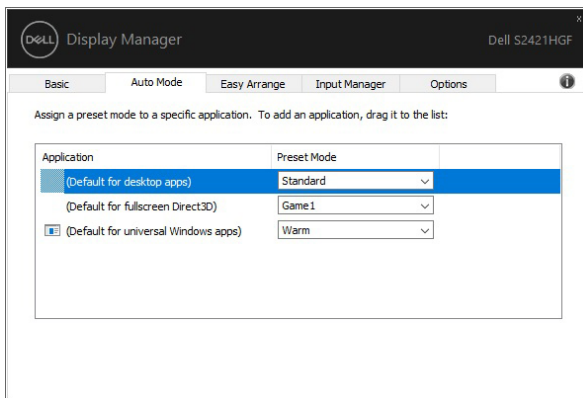 DELL Display Manager Dell S2421HGF
Basic Auto Mode Easy Arrange Input Manager Options
Assign a preset mode to a specific application. To add an application, drag it to the list:
Application Preset Mode
(Default for desktop apps) Standard
(Default for fullscreen Direct3D) Game1
(Default for universal Windows apps) Warm